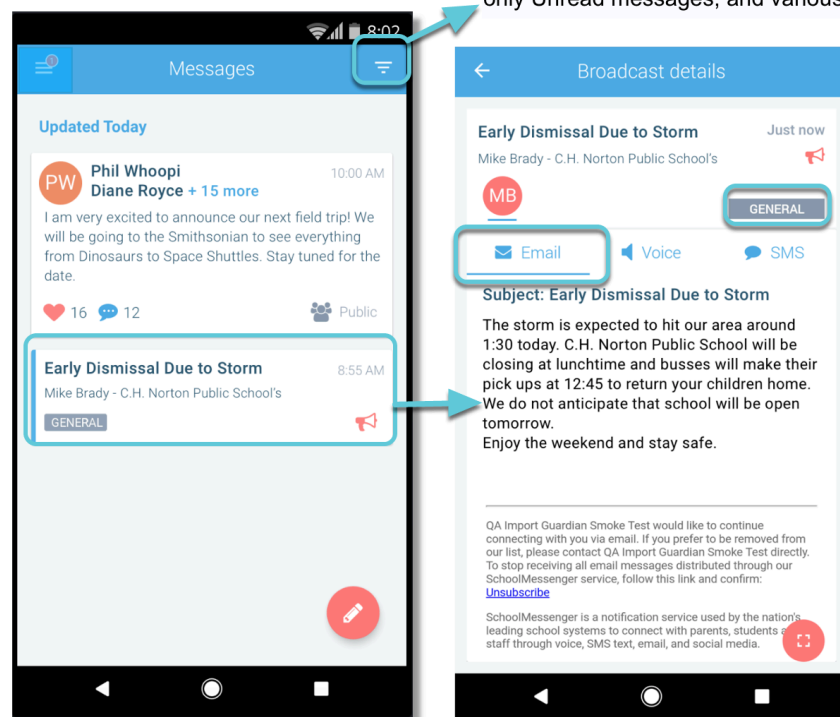 only Unread messages, and various
8:02
Messages
Updated Today
PW
Phil Whoopi
10:00 AM
Diane Royce + 15 more
I am very excited to announce our next field trip! We
will be going to the Smithsonian to see everything
from Dinosaurs to Space Shuttles. Stay tuned for the
date.
16 12 Public
Early Dismissal Due to Storm 8:55 AM
Mike Brady - C.H. Norton Public School's
GENERAL
Broadcast details
Early Dismissal Due to Storm Just now
Mike Brady - C.H. Norton Public School's
MB
GENERAL
Email Voice SMS
Subject: Early Dismissal Due to Storm
The storm is expected to hit our area around
1:30 today. C.H. Norton Public School will be
closing at lunchtime and busses will make their
pick ups at 12:45 to return your children home.
We do not anticipate that school will be open
tomorrow.
Enjoy the weekend and stay safe.
QA Import Guardian Smoke Test would like to continue
connecting with you via email. If you prefer to be removed from
our list, please contact QA Import Guardian Smoke Test directly.
To stop receiving all email messages distributed through our
SchoolMessenger service, follow this link and confirm:
Unsubscribe
SchoolMessenger is a notification service used by the nation's
leading school systems to connect with parents, students
staff through voice, SMS text, email, and social media.